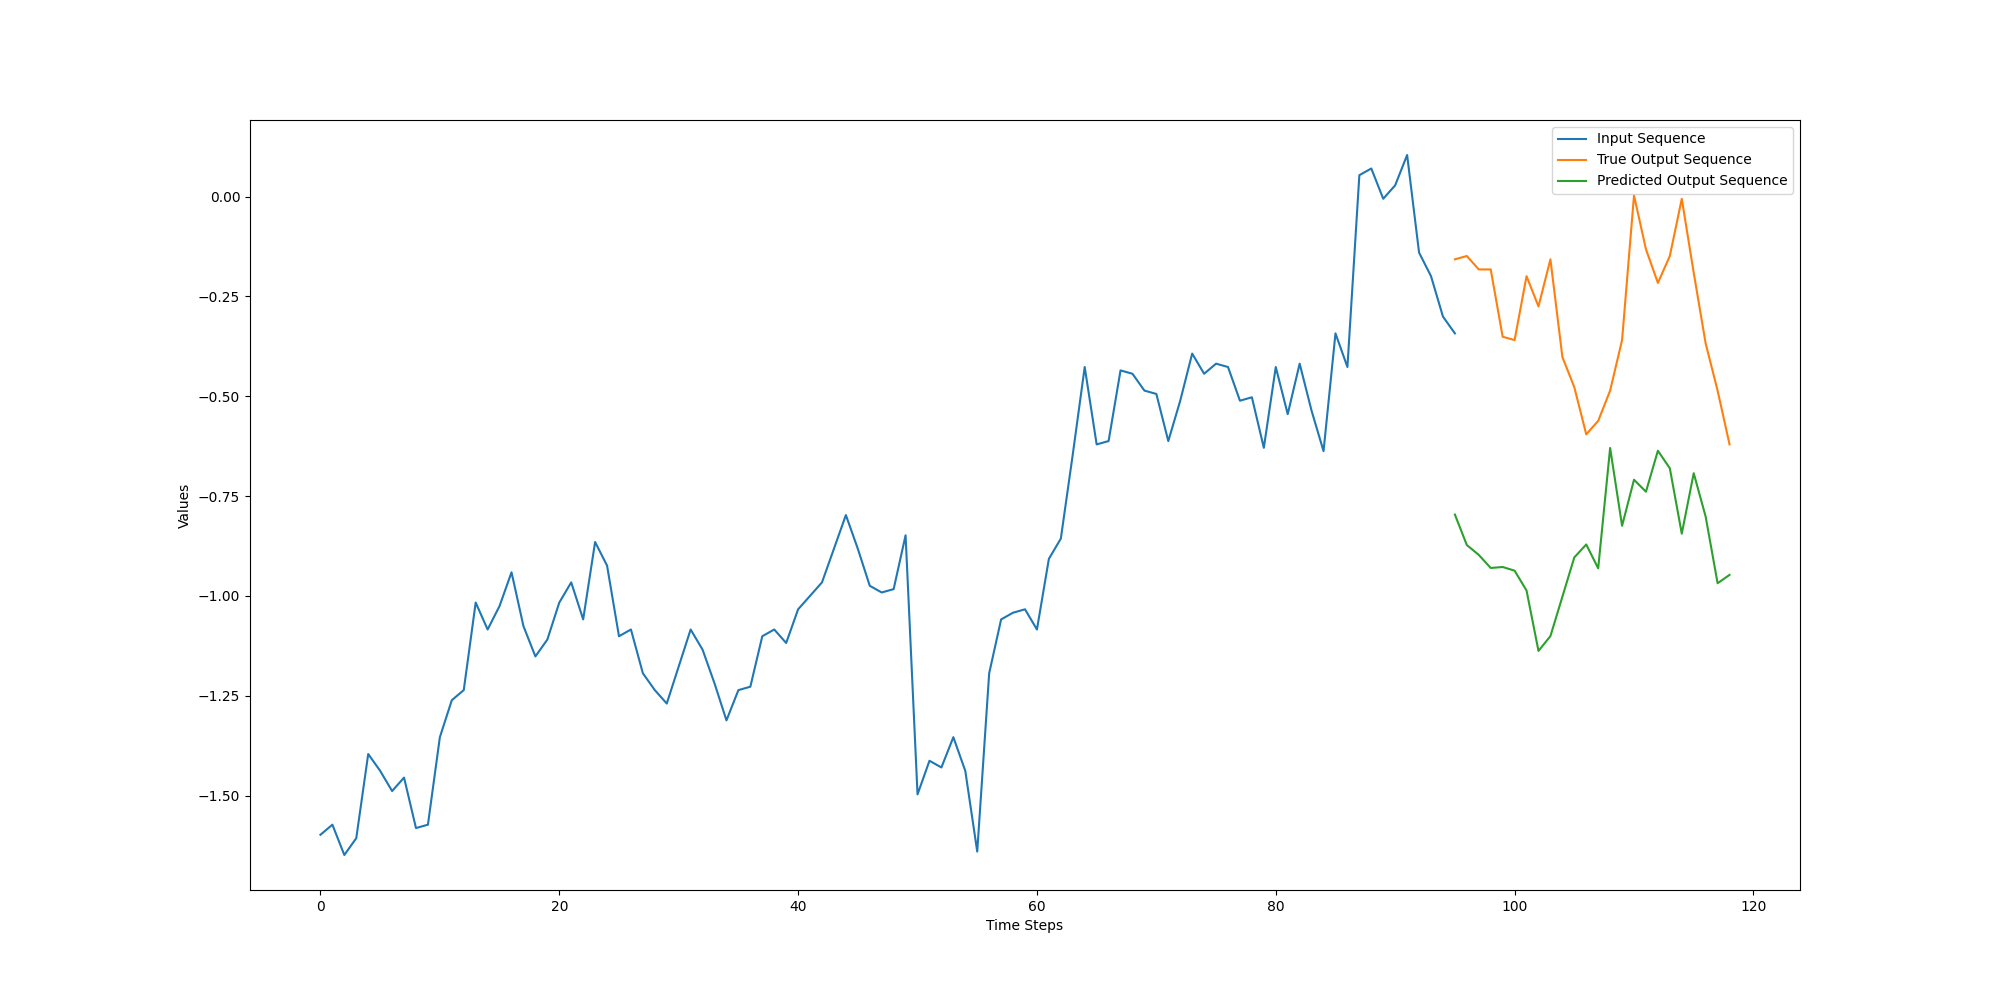 Input Sequence
True Output Sequence
Predicted Output Sequence
0.00
−0.25
−0.50
−0.75
−1.00
−1.25
−1.50
Values
0 20 40 60 80 100 120
Time Steps